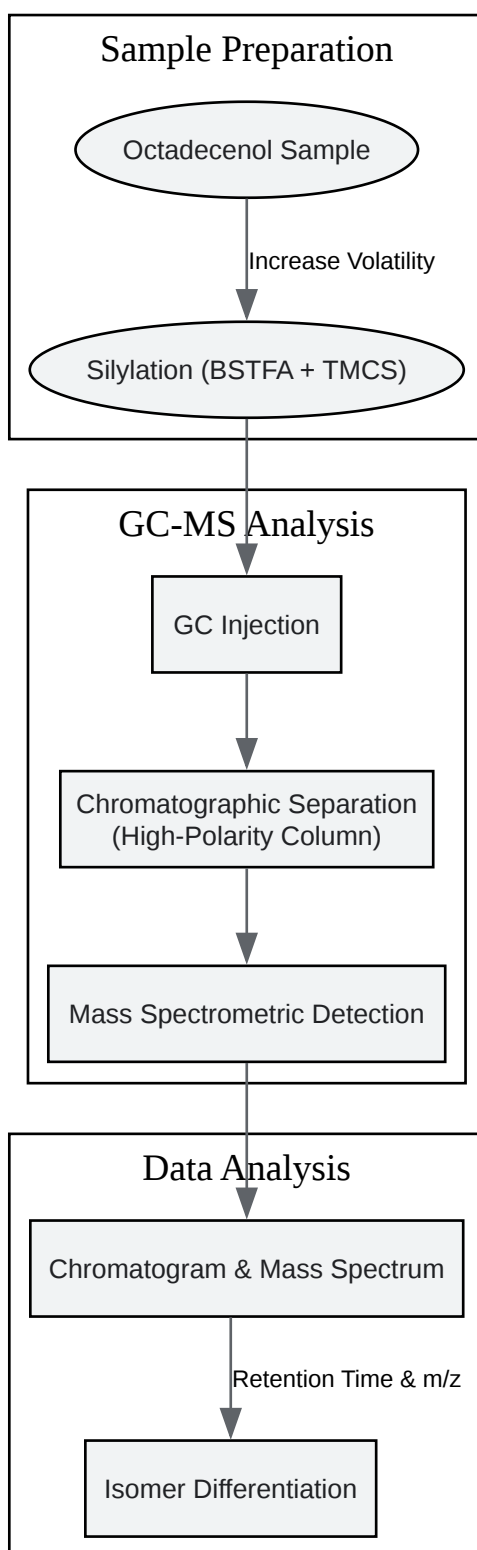 Sample Preparation
Octadecenol Sample
Increase Volatility
Silylation (BSTFA + TMCS)
GC-MS Analysis
GC Injection
Chromatographic Separation
(High-Polarity Column)
Mass Spectrometric Detection
Data Analysis
Chromatogram & Mass Spectrum
Retention Time & m/z
Isomer Differentiation